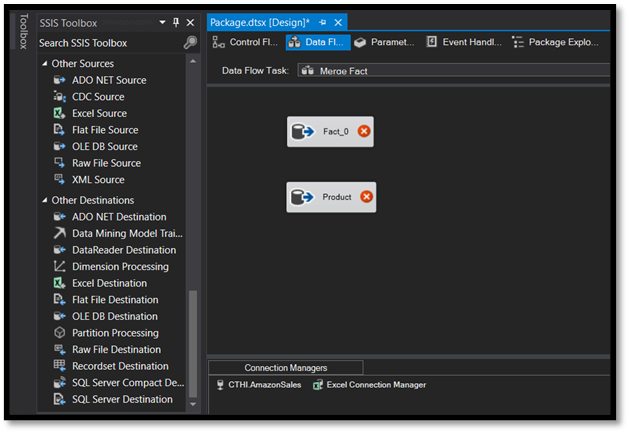 Toolbox
SSIS Toolbox
Search SSIS Toolbox
Other Sources
ADO NET Source
CDC Source
Excel Source
Flat File Source
OLE DB Source
Raw File Source
XML Source
Other Destinations
ADO NET Destination
Data Mining Model Trai...
DataReader Destination
Dimension Processing
Excel Destination
Flat File Destination
OLE DB Destination
Partition Processing
Raw File Destination
Recordset Destination
SQL Server Compact De...
SQL Server Destination
Package.dtsx [Design]*
Control Fl... Data Fl... Paramet... Event Handl... Package Explo...
Data Flow Task: Merge Fact
Fact_0
Product
Connection Managers
CTHI.AmazonSales Excel Connection Manager